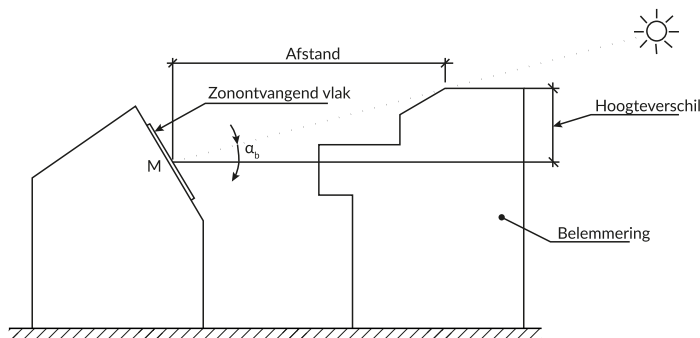 Afstand
Zonontvangend vlak
Hoogteverschil
α_b
M
Belemmering